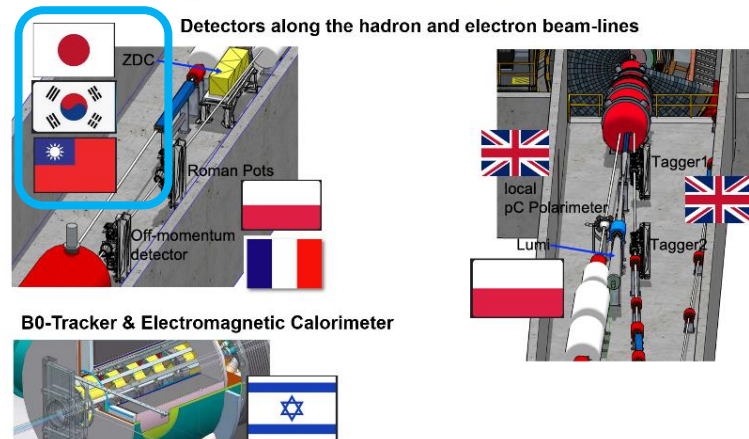 Detectors along the hadron and electron beam-lines
ZDC
Roman Pots
Off-momentum
detector
Tagger1
local
pC Polarimeter
Lumi
Tagger2
B0-Tracker & Electromagnetic Calorimeter